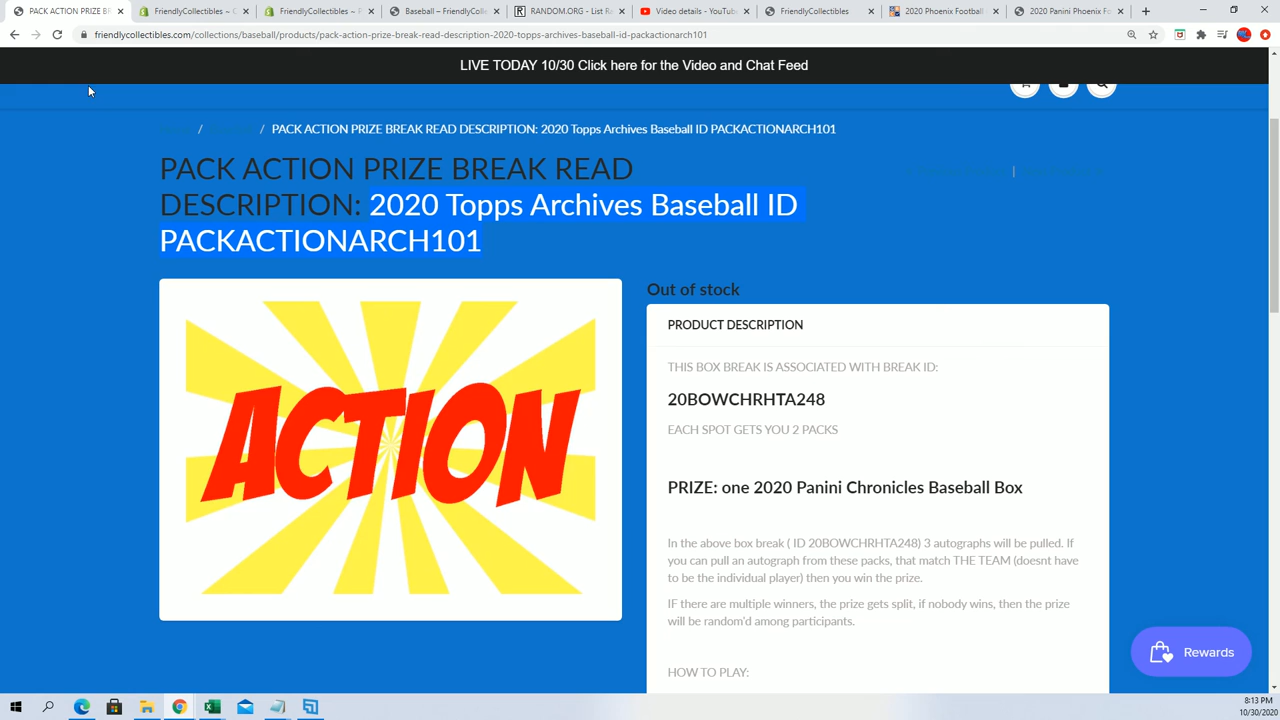 PACK ACTION PRIZE BR
FriendlyCollectibles ~ C
FriendlyCollectibles ~ F
Baseball – FriendlyColle
RANDOM.ORG - List R
Video details - YouTub
FriendlyCollectibles
2020 Phoenix Football
2020 Panini Phoenix Fo
friendlycollectibles.com/collections/baseball/products/pack-action-prize-break-read-description-2020-topps-archives-baseball-id-packactionarch101
LIVE TODAY 10/30 Click here for the Video and Chat Feed
/ / PACK ACTION PRIZE BREAK READ DESCRIPTION: 2020 Topps Archives Baseball ID PACKACTIONARCH101
PACK ACTION PRIZE BREAK READ
DESCRIPTION: 2020 Topps Archives Baseball ID
PACKACTIONARCH101
|
ACTION
Out of stock
PRODUCT DESCRIPTION
THIS BOX BREAK IS ASSOCIATED WITH BREAK ID:
20BOWCHRHTA248
EACH SPOT GETS YOU 2 PACKS
PRIZE: one 2020 Panini Chronicles Baseball Box
In the above box break ( ID 20BOWCHRHTA248) 3 autographs will be pulled. If
you can pull an autograph from these packs, that match THE TEAM (doesnt have
to be the individual player) then you win the prize.
IF there are multiple winners, the prize gets split, if nobody wins, then the prize
will be random'd among participants.
HOW TO PLAY:
Rewards
8:13 PM
10/30/2020